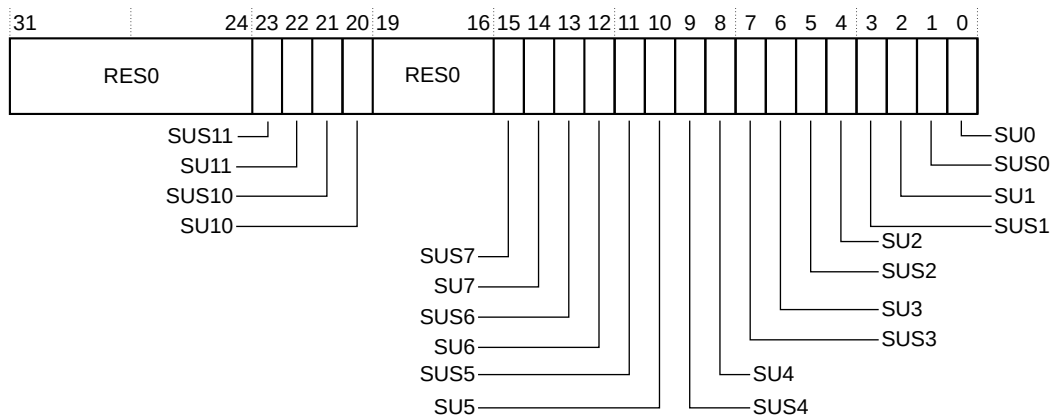 31 24 23 22 21 20 19 16 15 14 13 12 11 10 9 8 7 6 5 4 3 2 1 0
RES0 RES0
SUS11 SU0
SU11 SUS0
SUS10 SU1
SU10 SUS1
SU2
SUS7 SUS2
SU7
SU3
SUS6
SUS3
SU6
SUS5 SU4
SU5 SUS4